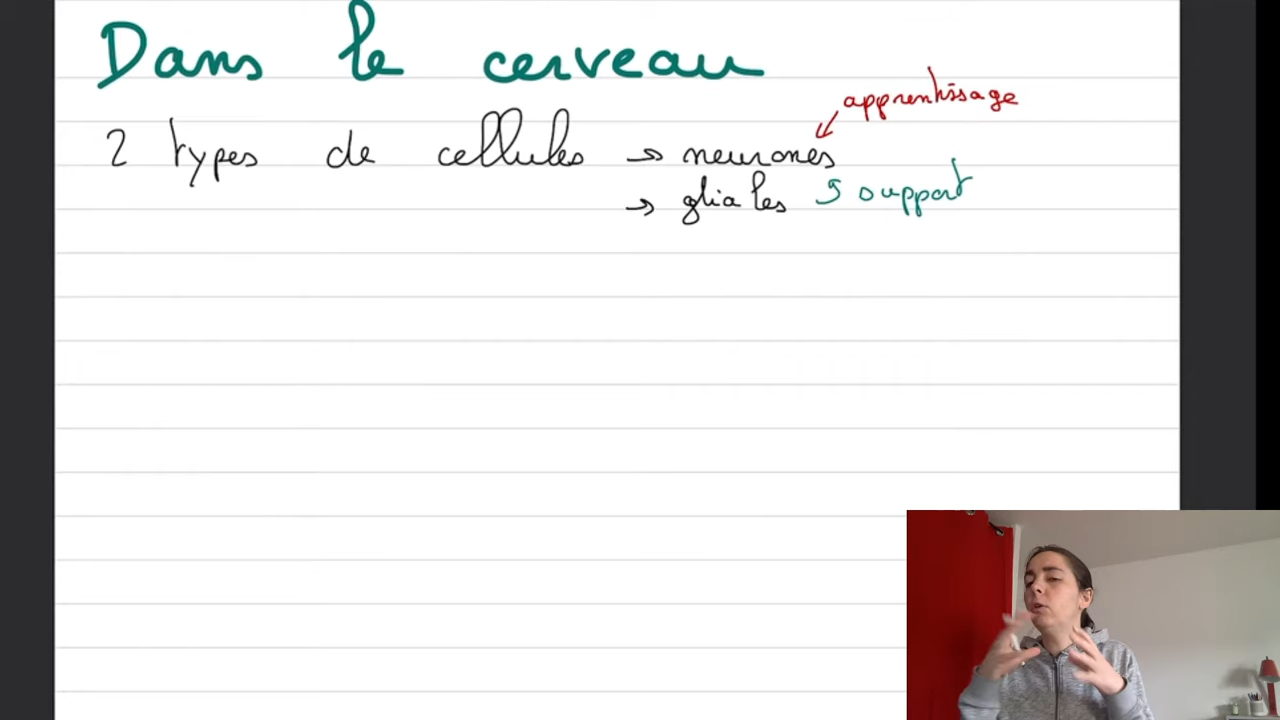 Dans le cerveau
apprentissage
2 types de cellules → neurones
→ gliales support